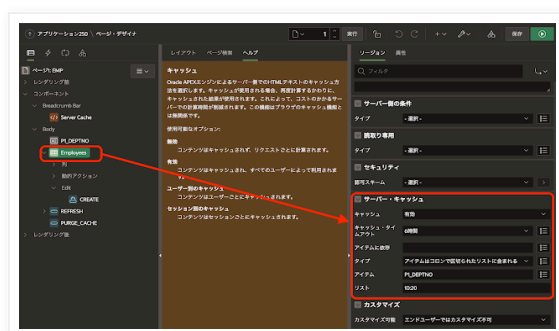 アプリケーション250 \ ページ・デザイナ
1
実行
保存
ページ1: EMP
レンダリング前
コンポーネント
Breadcrumb Bar
Server Cache
Body
P1_DEPTNO
Employees
列
動的アクション
Edit
CREATE
REFRESH
PURGE_CACHE
レンダリング後
レイアウト ページ検索 ヘルプ
キャッシュ
Oracle APEXエンジンによるサーバー側でのHTMLテキストのキャッシュ方
法を選択します。キャッシュが使用される場合、再度計算するかわりに、
キャッシュされた結果が使用されます。これによって、コストのかかるサー
バーでの計算時間が削減されます。この機能はブラウザのキャッシュ機能と
は無関係です。
使用可能なオプション:
無効
コンテンツはキャッシュされず、リクエストごとに計算されます。
有効
コンテンツはキャッシュされ、すべてのユーザーによって利用されま
す。
ユーザー別のキャッシュ
コンテンツはユーザーごとにキャッシュされます。
セッション別のキャッシュ
コンテンツはセッションごとにキャッシュされます。
リージョン 属性
フィルタ
サーバー側の条件
タイプ - 選択 -
読取り専用
タイプ - 選択 -
セキュリティ
認可スキーム - 選択 -
サーバー・キャッシュ
キャッシュ 有効
キャッシュ・タイ
ムアウト 6時間
アイテムに依存
タイプ アイテムはコロンで区切られたリストに含まれる
アイテム P1_DEPTNO
リスト 10:20
カスタマイズ
カスタマイズ可能 エンドユーザーではカスタマイズ不可